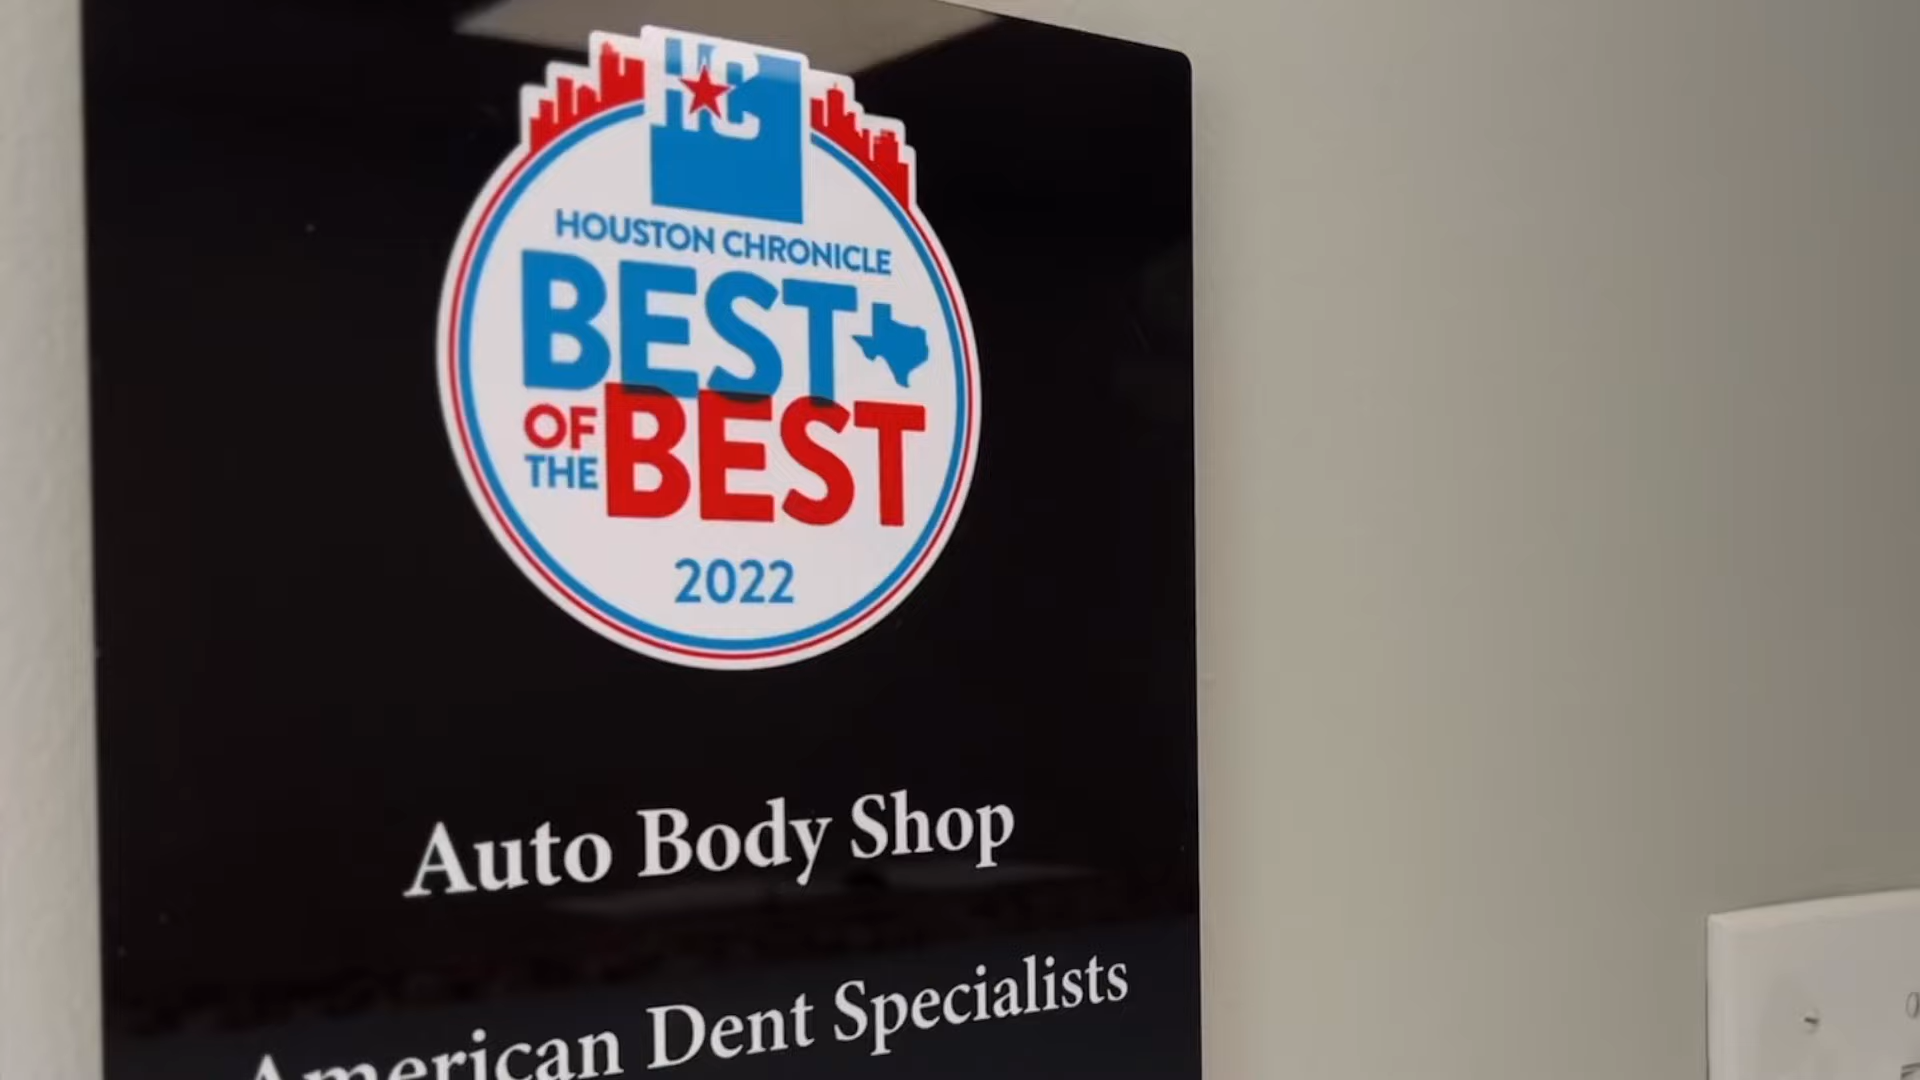 HC
HOUSTON CHRONICLE
BEST
OF THE BEST
2022
Auto Body Shop
American Dent Specialists